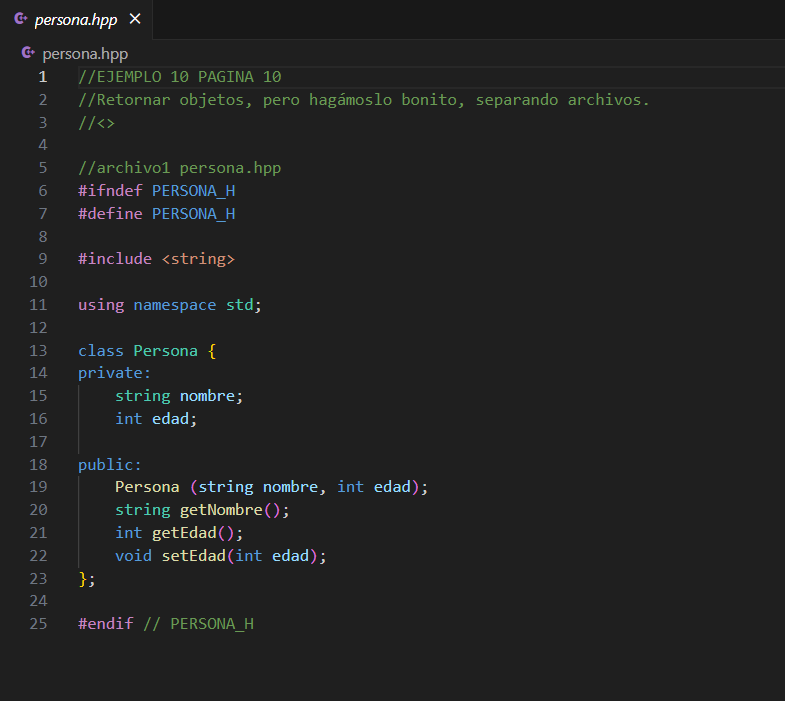 persona.hpp ×
persona.hpp
1 //EJEMPLO 10 PAGINA 10
2 //Retornar objetos, pero hagámoslo bonito, separando archivos.
3 //<>
4
5 //archivo1 persona.hpp
6 #ifndef PERSONA_H
7 #define PERSONA_H
8
9 #include <string>
10
11 using namespace std;
12
13 class Persona {
14 private:
15     string nombre;
16     int edad;
17
18 public:
19     Persona (string nombre, int edad);
20     string getNombre();
21     int getEdad();
22     void setEdad(int edad);
23 };
24
25 #endif // PERSONA_H